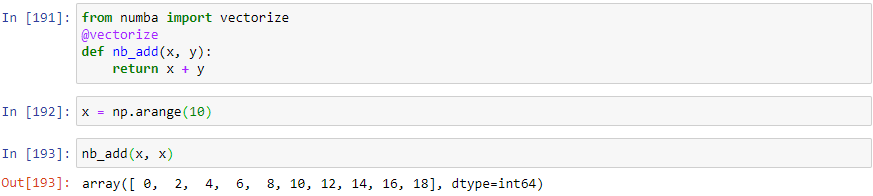 In [191]: from numba import vectorize
@vectorize
def nb_add(x, y):
    return x + y
In [192]: x = np.arange(10)
In [193]: nb_add(x, x)
Out[193]: array([ 0,  2,  4,  6,  8, 10, 12, 14, 16, 18], dtype=int64)